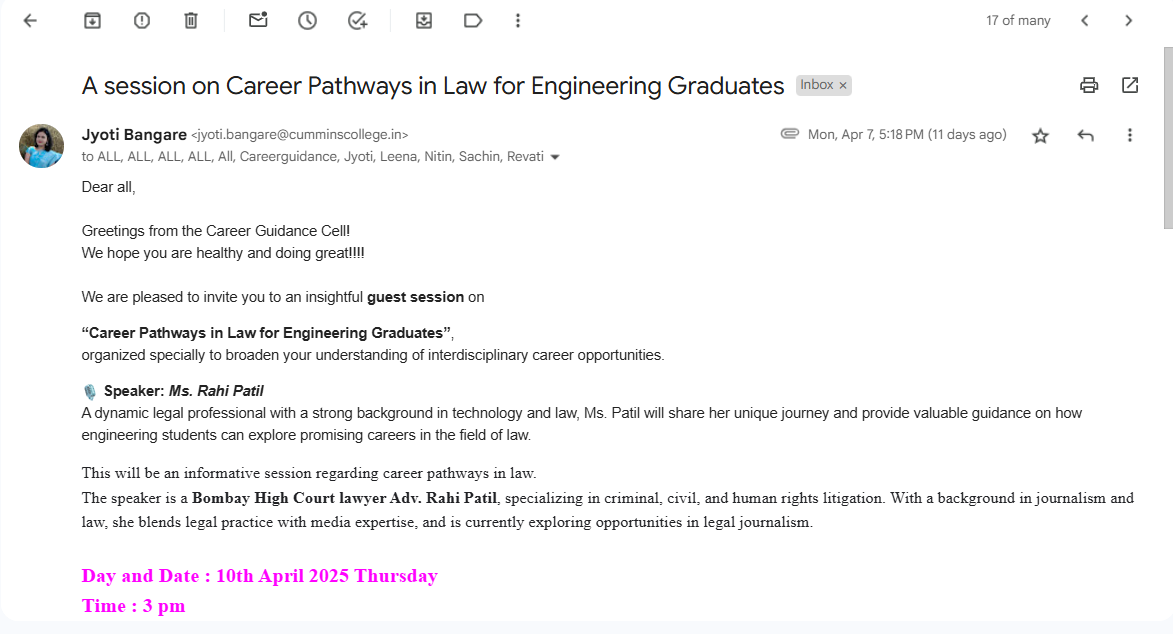 17 of many
A session on Career Pathways in Law for Engineering Graduates Inbox ×
Jyoti Bangare <jyoti.bangare@cumminscollege.in> Mon, Apr 7, 5:18 PM (11 days ago)
to ALL, ALL, ALL, ALL, All, Careerguidance, Jyoti, Leena, Nitin, Sachin, Revati
Dear all,
Greetings from the Career Guidance Cell!
We hope you are healthy and doing great!!!!
We are pleased to invite you to an insightful guest session on
“Career Pathways in Law for Engineering Graduates”,
organized specially to broaden your understanding of interdisciplinary career opportunities.
Speaker: Ms. Rahi Patil
A dynamic legal professional with a strong background in technology and law, Ms. Patil will share her unique journey and provide valuable guidance on how
engineering students can explore promising careers in the field of law.
This will be an informative session regarding career pathways in law.
The speaker is a Bombay High Court lawyer Adv. Rahi Patil, specializing in criminal, civil, and human rights litigation. With a background in journalism and
law, she blends legal practice with media expertise, and is currently exploring opportunities in legal journalism.
Day and Date : 10th April 2025 Thursday
Time : 3 pm